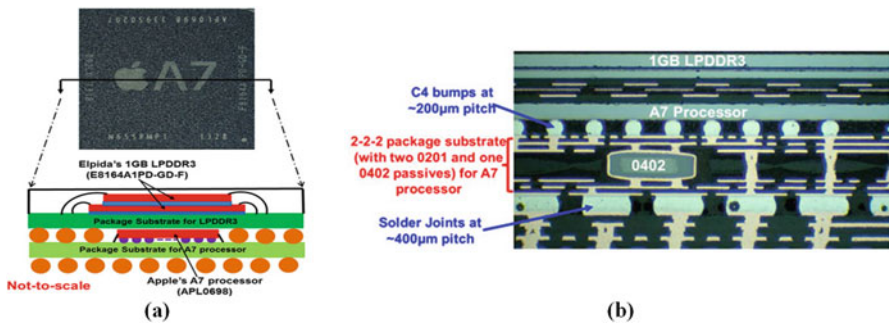 APL0698 33950207
A7
Elpida's 1GB LPDDR3
(E8164A1PD-GD-F)
Package Substrate for LPDDR3
Package Substrate for A7 processor
Not-to-scale
Apple's A7 processor
(APL0698)
(a)
1GB LPDDR3
C4 bumps at
~200µm pitch
A7 Processor
2-2-2 package substrate
(with two 0201 and one
0402 passives) for A7
processor
0402
Solder Joints at
~400µm pitch
(b)